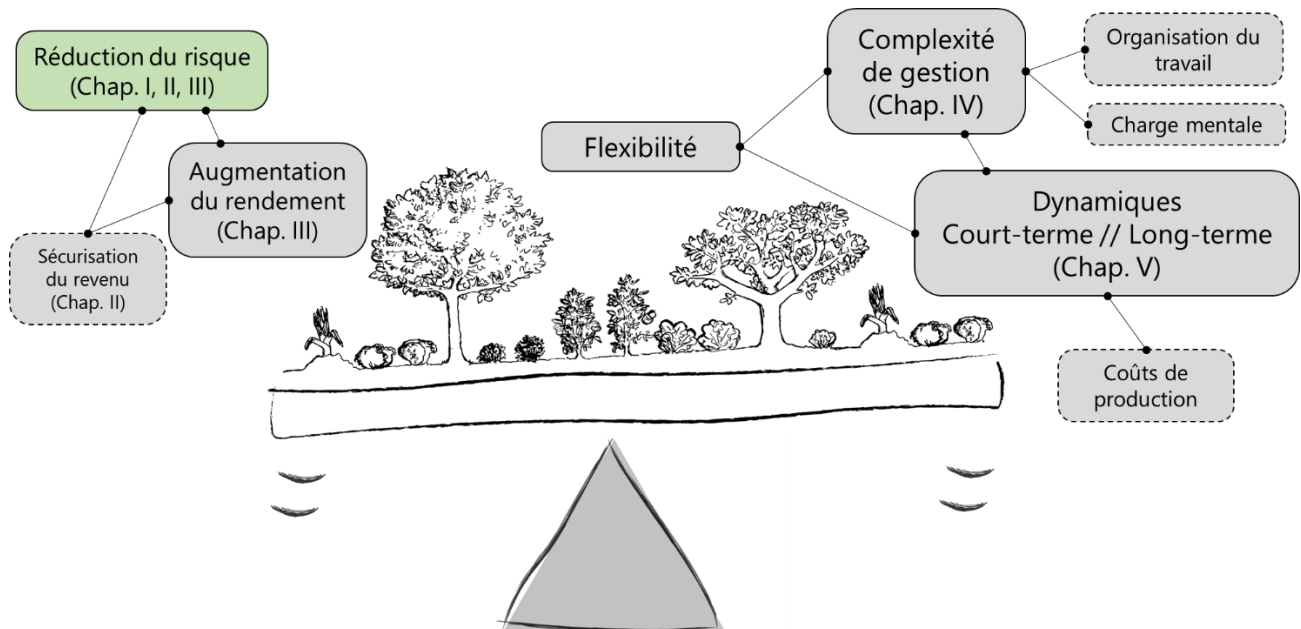 Réduction du risque
(Chap. I, II, III)
Augmentation
du rendement
(Chap. III)
Sécurisation
du revenu
(Chap. II)
Flexibilité
Complexité
de gestion
(Chap. IV)
Organisation du
travail
Charge mentale
Dynamiques
Court-terme // Long-terme
(Chap. V)
Coûts de
production